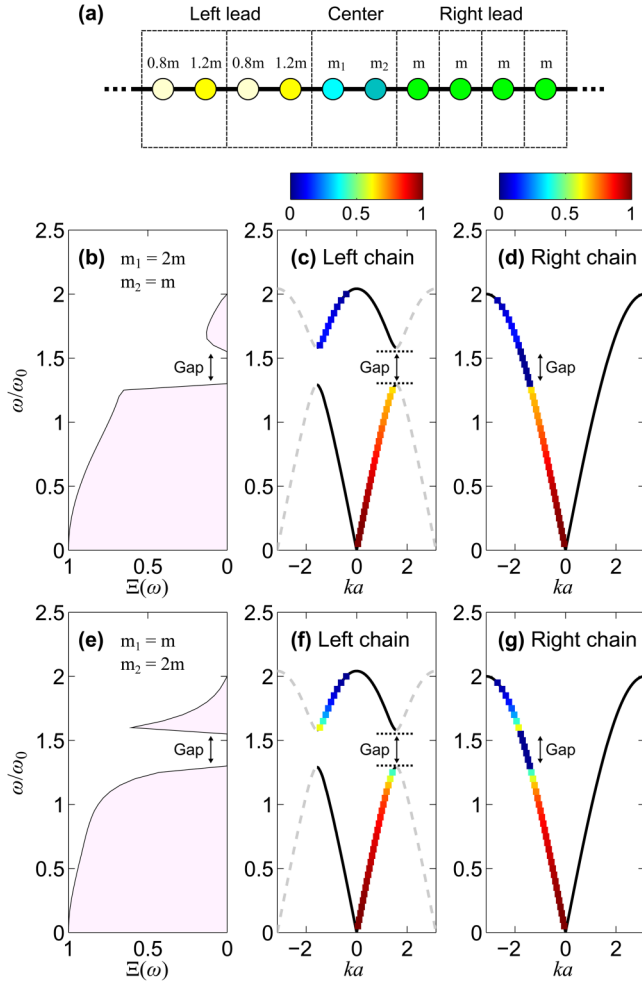 (a)
Left lead Center Right lead
0.8m 1.2m 0.8m 1.2m m₁ m₂ m m m m
0 0.5 1 0 0.5 1
(b)
m₁ = 2m
m₂ = m
Gap
2.5
2
1.5
1
0.5
0
ω/ω₀
1 0.5 0
Ξ(ω)
(c) Left chain
Gap
2.5
2
1.5
1
0.5
0
−2 0 2
ka
(d) Right chain
Gap
2.5
2
1.5
1
0.5
0
−2 0 2
ka
(e)
m₁ = m
m₂ = 2m
Gap
2.5
2
1.5
1
0.5
0
ω/ω₀
1 0.5 0
Ξ(ω)
(f) Left chain
Gap
2.5
2
1.5
1
0.5
0
−2 0 2
ka
(g) Right chain
Gap
2.5
2
1.5
1
0.5
0
−2 0 2
ka